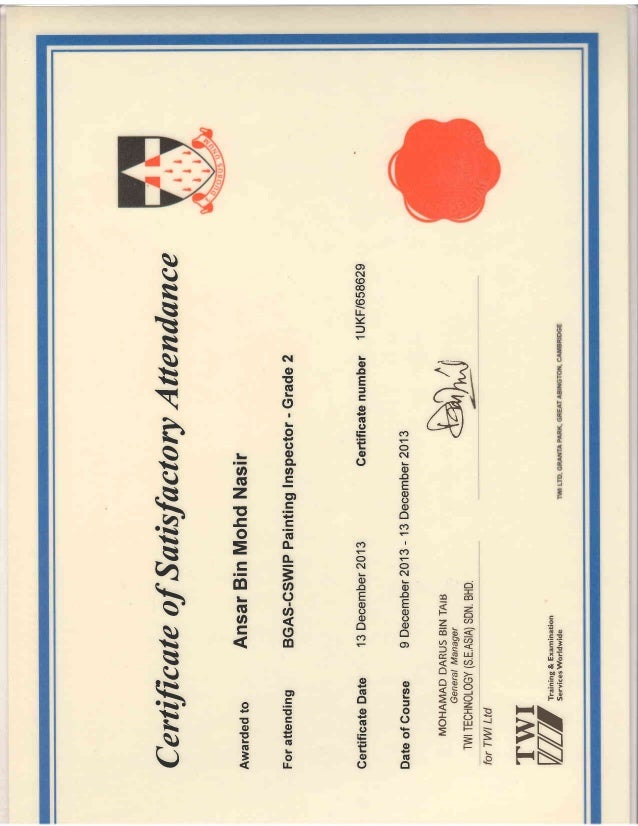 Certificate of Satisfactory Attendance
Awarded to Ansar Bin Mohd Nasir
For attending BGAS-CSWIP Painting Inspector - Grade 2
Certificate Date 13 December 2013 Certificate number 1UKF/658629
Date of Course 9 December 2013 - 13 December 2013
MOHAMAD DARUS BIN TAIB
General Manager
TWI TECHNOLOGY (S.E.ASIA) SDN. BHD.
for TWI Ltd
TWI
Training & Examination
Services Worldwide
TWI LTD, GRANTA PARK, GREAT ABINGTON, CAMBRIDGE